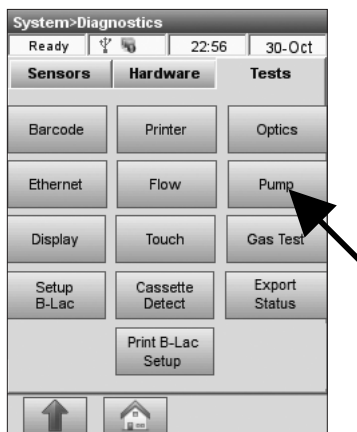 System>Diagnostics
Ready 22:56 30-Oct
Sensors Hardware Tests
Barcode Printer Optics
Ethernet Flow Pump
Display Touch Gas Test
Setup B-Lac Cassette Detect Export Status
Print B-Lac Setup